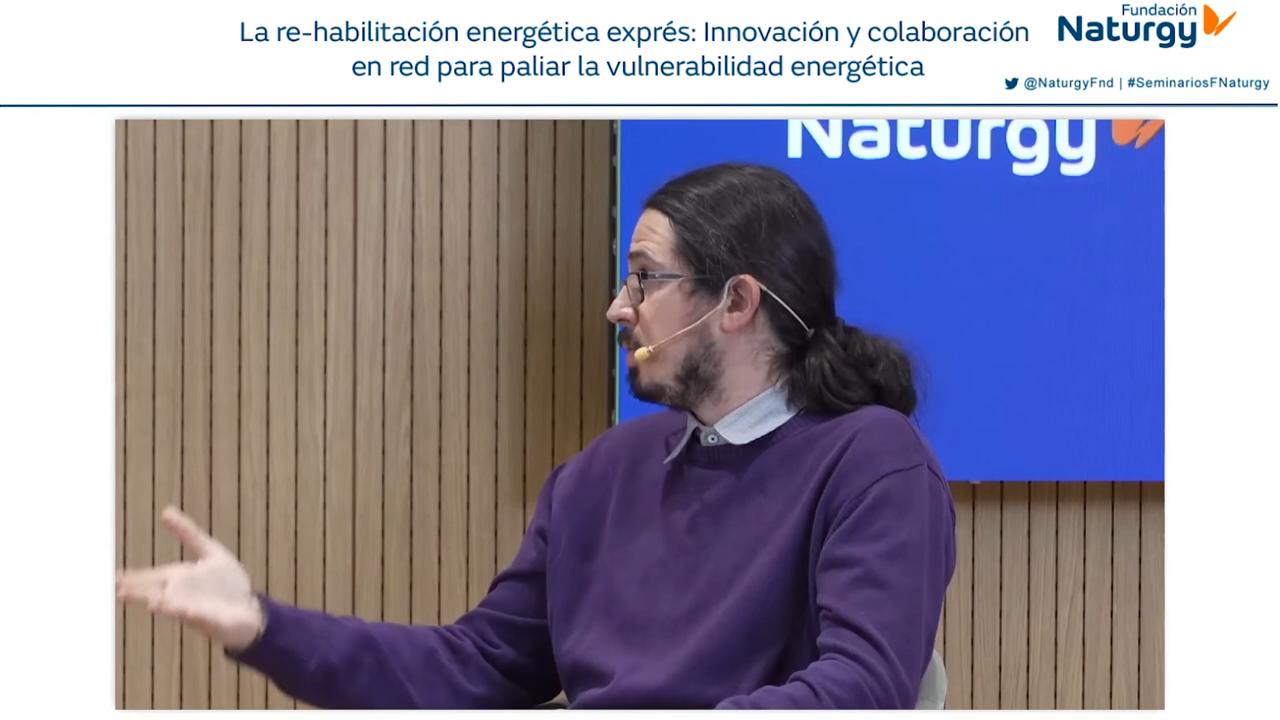 La re-habilitación energética exprés: Innovación y colaboración
en red para paliar la vulnerabilidad energética
Fundación
Naturgy
@NaturgyFnd | #SeminariosFNaturgy
Naturgy